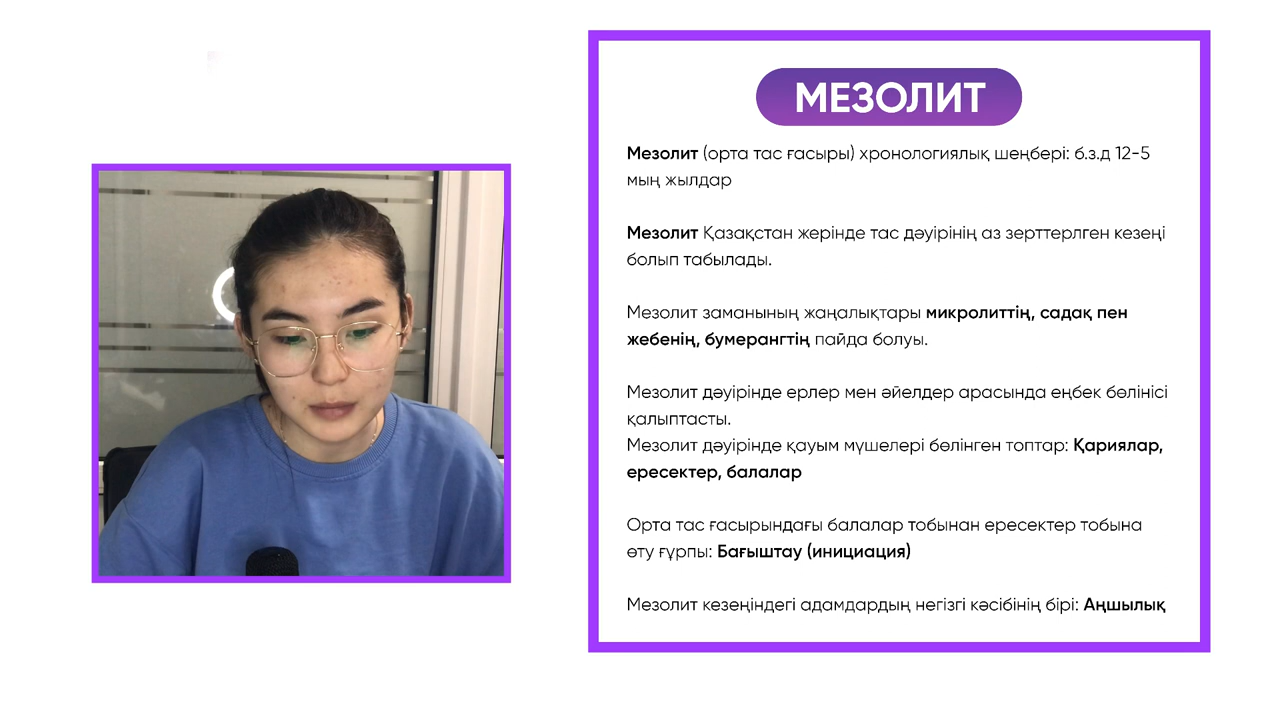 МЕЗОЛИТ
Мезолит (орта тас ғасыры) хронологиялық шеңбері: б.з.д 12-5
мың жылдар
Мезолит Қазақстан жерінде тас дәуірінің аз зерттерлген кезеңі
болып табылады.
Мезолит заманының жаңалықтары микролиттің, садақ пен
жебенің, бумерангтің пайда болуы.
Мезолит дәуірінде ерлер мен әйелдер арасында еңбек бөлінісі
қалыптасты.
Мезолит дәуірінде қауым мүшелері бөлінген топтар: Қариялар,
ересектер, балалар
Орта тас ғасырындағы балалар тобынан ересектер тобына
өту ғұрпы: Бағыштау (инициация)
Мезолит кезеңіндегі адамдардың негізгі кәсібінің бірі: Аңшылық